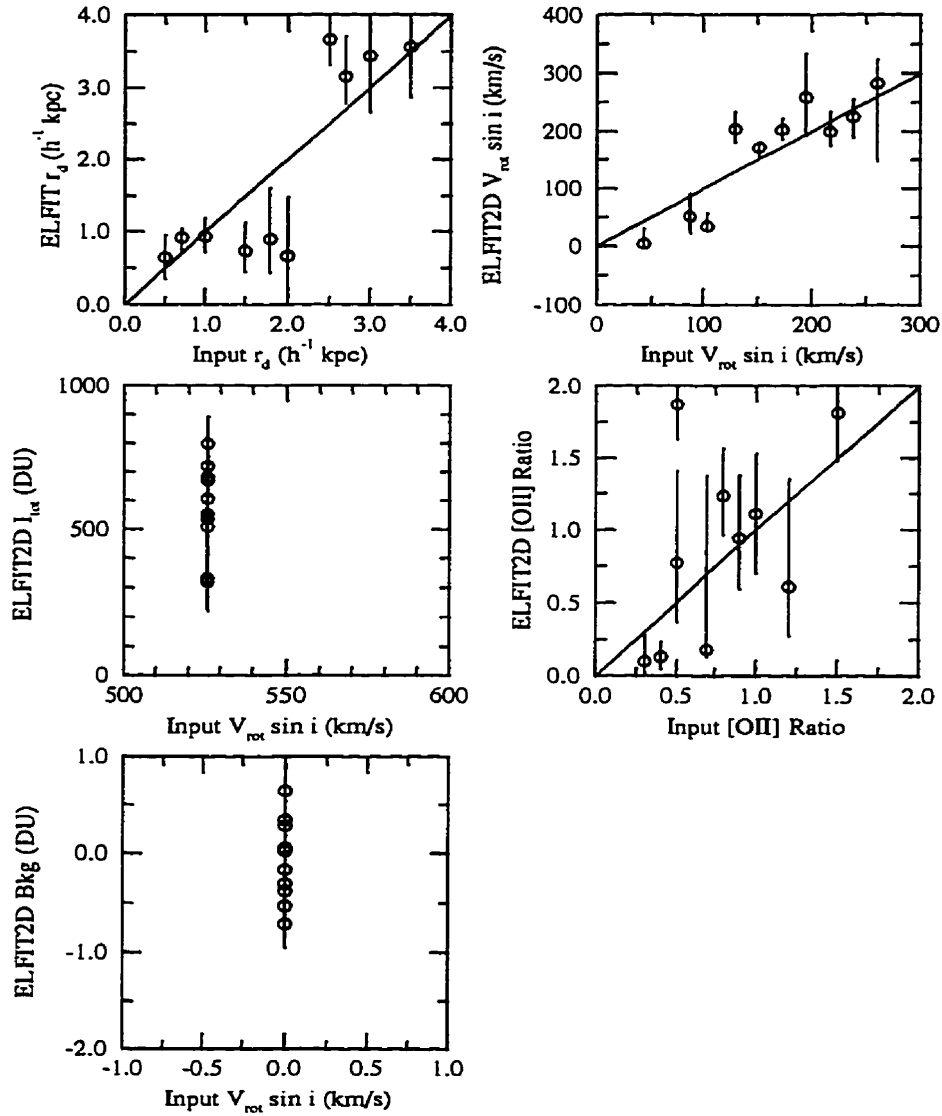 4.0
3.0
2.0
1.0
0.0
ELFIT r_d (h^-1 kpc)
0.0 1.0 2.0 3.0 4.0
Input r_d (h^-1 kpc)
400
300
200
100
0
-100
ELFIT2D V_rot sin i (km/s)
0 100 200 300
Input V_rot sin i (km/s)
1000
500
0
ELFIT2D I_tot (DU)
500 550 600
Input V_rot sin i (km/s)
2.0
1.5
1.0
0.5
0.0
ELFIT2D [OII] Ratio
0.0 0.5 1.0 1.5 2.0
Input [OII] Ratio
1.0
0.0
-1.0
-2.0
ELFIT2D Bkg (DU)
-1.0 -0.5 0.0 0.5 1.0
Input V_rot sin i (km/s)